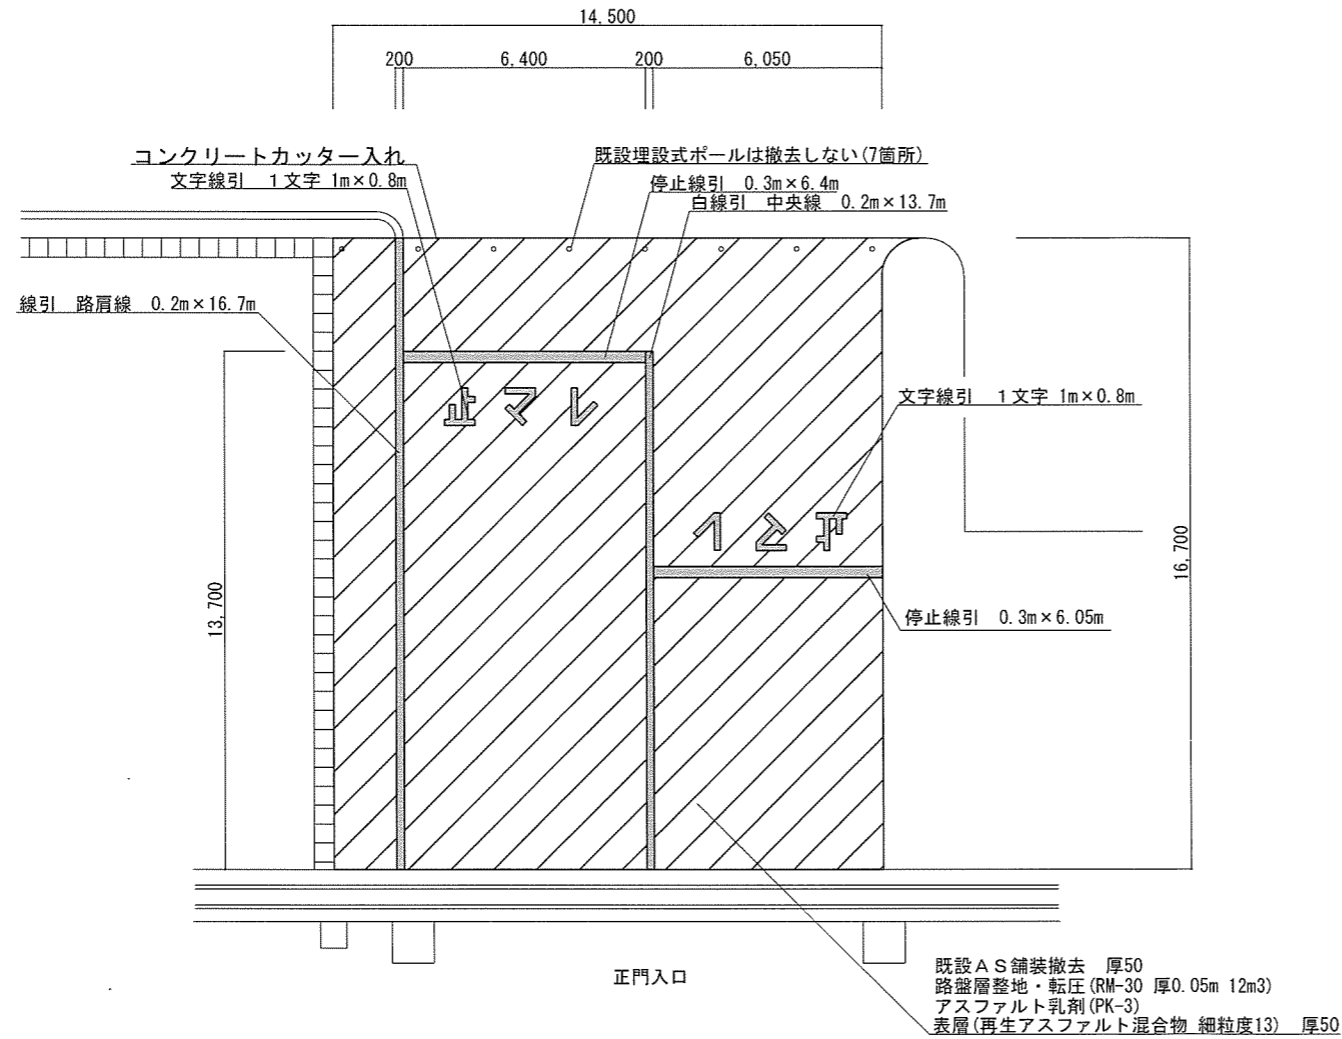 14,500
200 6,400 200 6,050
コンクリートカッター入れ
既設埋設式ポールは撤去しない(7箇所)
文字線引 1文字 1m×0.8m
停止線引 0.3m×6.4m
白線引 中央線 0.2m×13.7m
線引 路肩線 0.2m×16.7m
止マレ
文字線引 1文字 1m×0.8m
止マレ
13,700
16,700
停止線引 0.3m×6.05m
正門入口
既設AS舗装撤去 厚50
路盤層整地・転圧(RM-30 厚0.05m 12m3)
アスファルト乳剤(PK-3)
表層(再生アスファルト混合物 細粒度13) 厚50